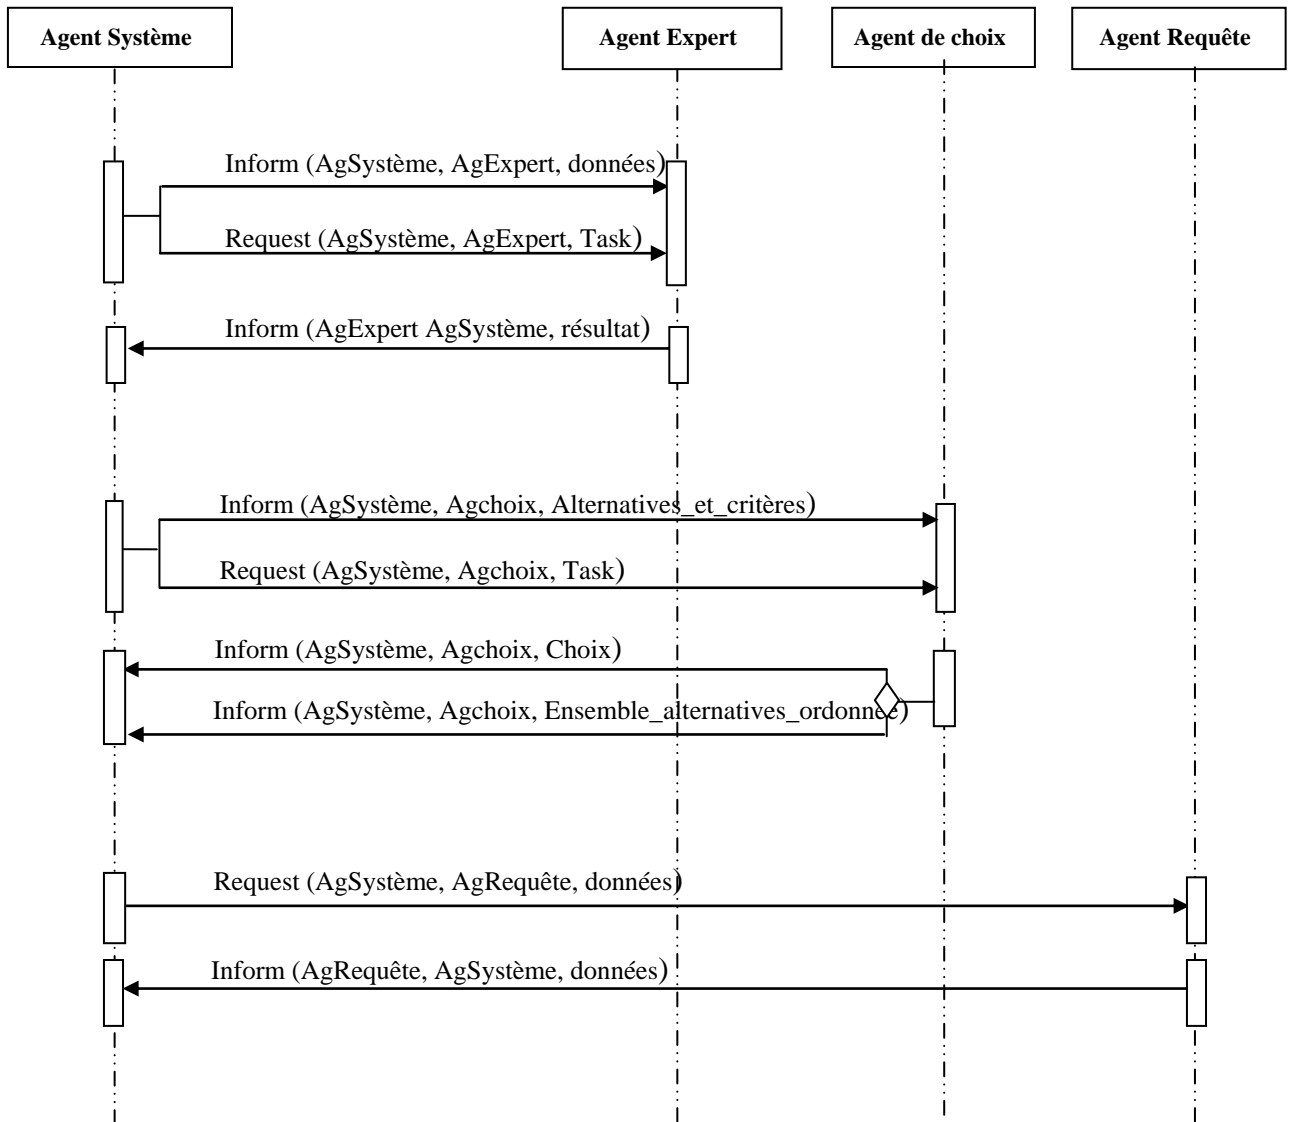 Agent Système
Agent Expert
Agent de choix
Agent Requête
Inform (AgSystème, AgExpert, données)
Request (AgSystème, AgExpert, Task)
Inform (AgExpert AgSystème, résultat)
Inform (AgSystème, Agchoix, Alternatives_et_critères)
Request (AgSystème, Agchoix, Task)
Inform (AgSystème, Agchoix, Choix)
Inform (AgSystème, Agchoix, Ensemble_alternatives_ordonnée)
Request (AgSystème, AgRequête, données)
Inform (AgRequête, AgSystème, données)